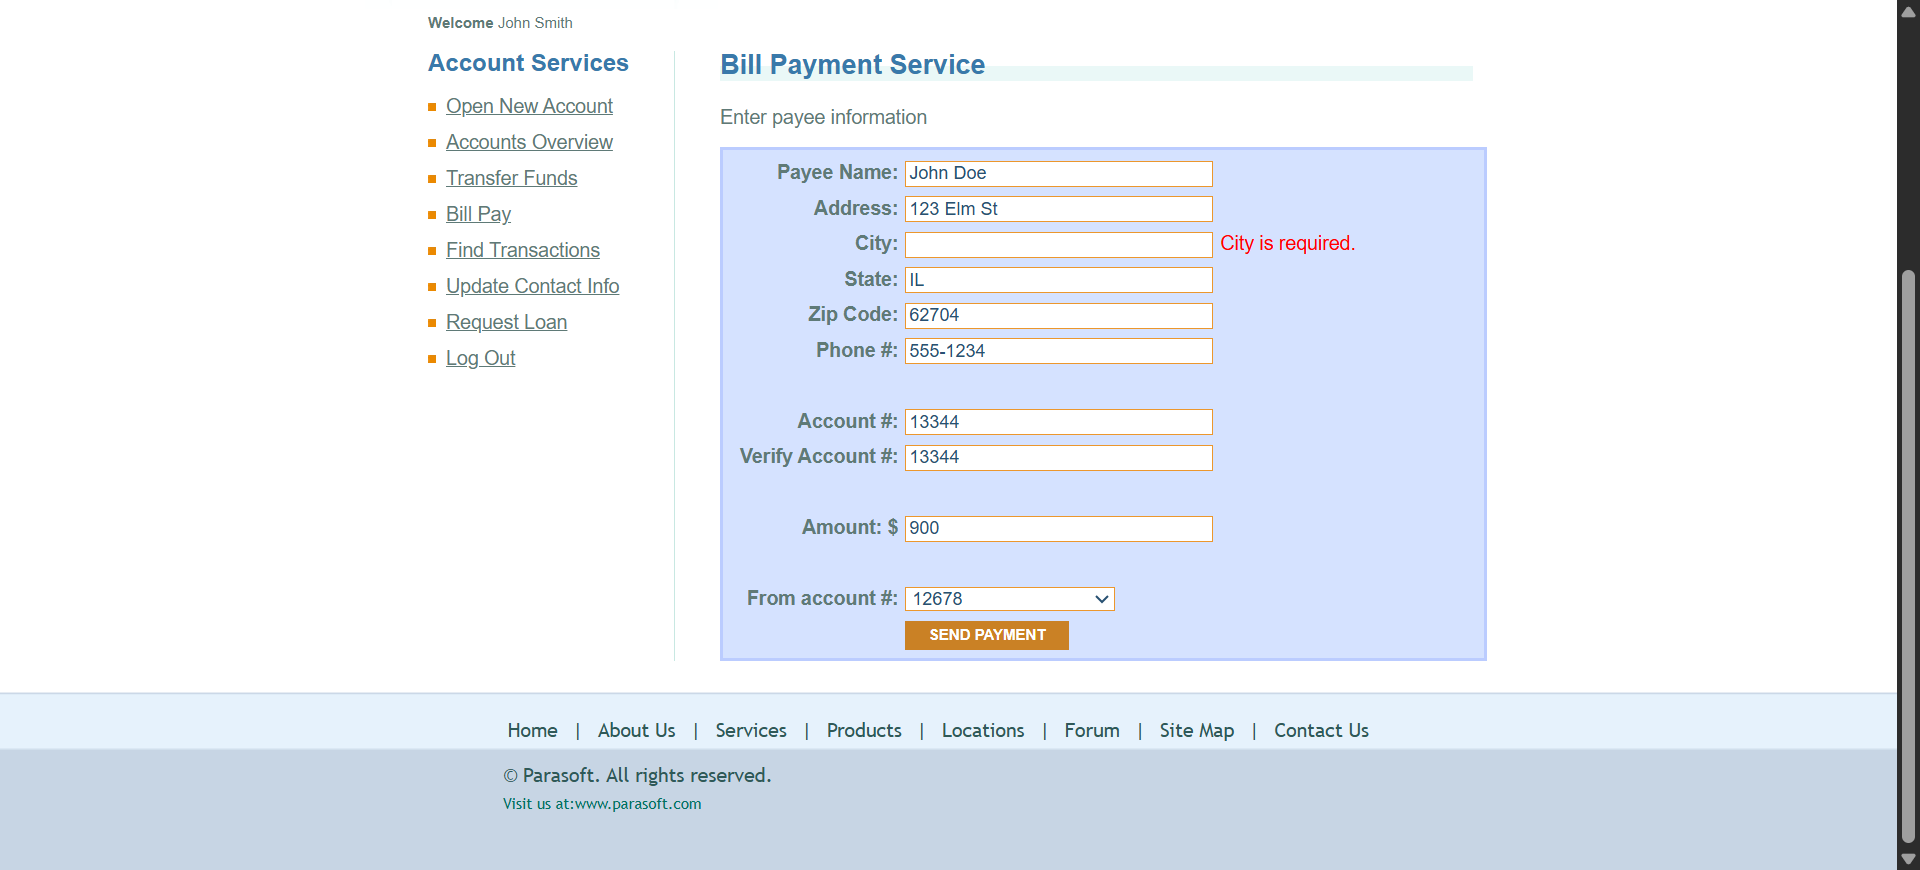 Welcome John Smith
Account Services
Open New Account
Accounts Overview
Transfer Funds
Bill Pay
Find Transactions
Update Contact Info
Request Loan
Log Out
Bill Payment Service
Enter payee information
Payee Name: John Doe
Address: 123 Elm St
City: City is required.
State: IL
Zip Code: 62704
Phone #: 555-1234
Account #: 13344
Verify Account #: 13344
Amount: $ 900
From account #: 12678
SEND PAYMENT
Home | About Us | Services | Products | Locations | Forum | Site Map | Contact Us
© Parasoft. All rights reserved.
Visit us at:www.parasoft.com